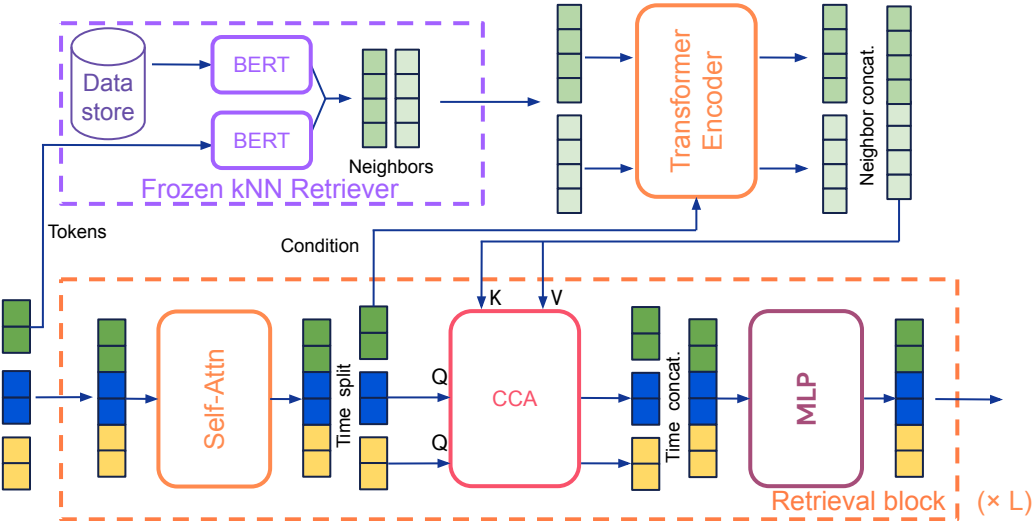 Data
store
BERT
BERT
Neighbors
Frozen kNN Retriever
Transformer
Encoder
Neighbor concat.
Tokens
Condition
K
V
Self-Attn
Time split
Q
Q
CCA
Time concat.
MLP
Retrieval block
(× L)